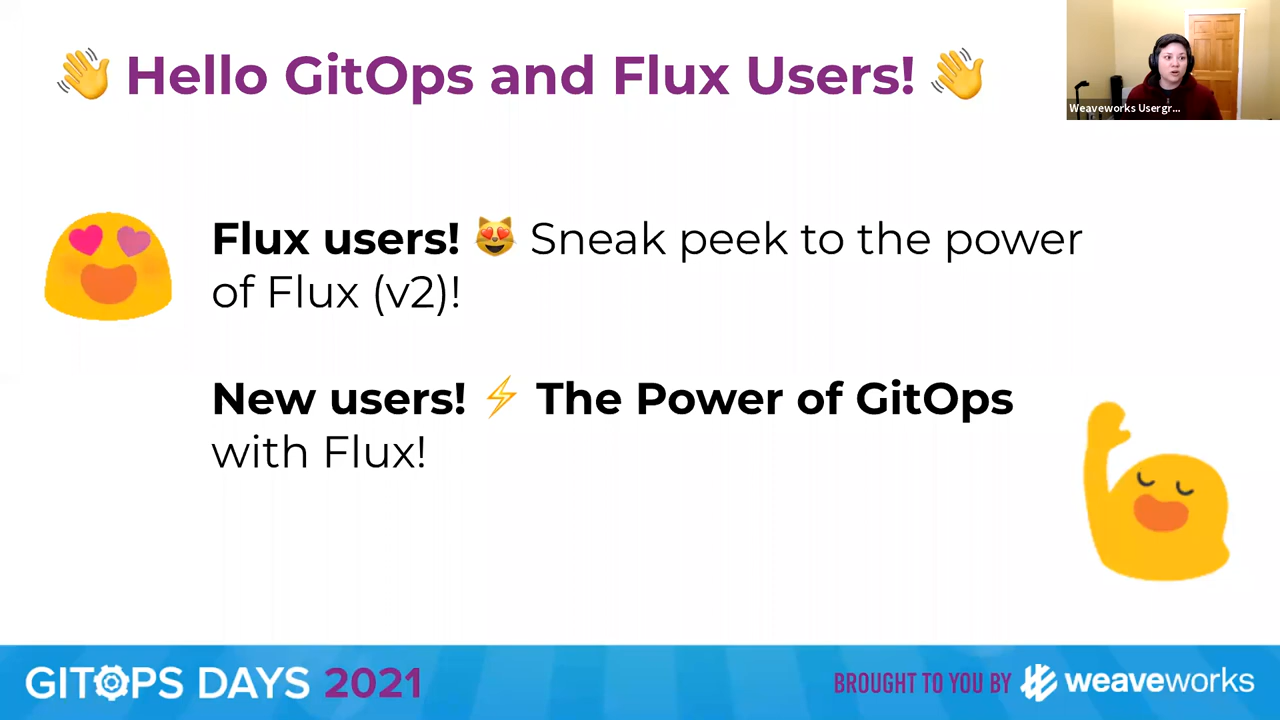 Hello GitOps and Flux Users!
Weaveworks Usergr...
Flux users! Sneak peek to the power
of Flux (v2)!
New users! The Power of GitOps
with Flux!
GITOPS DAYS 2021
BROUGHT TO YOU BY weaveworks